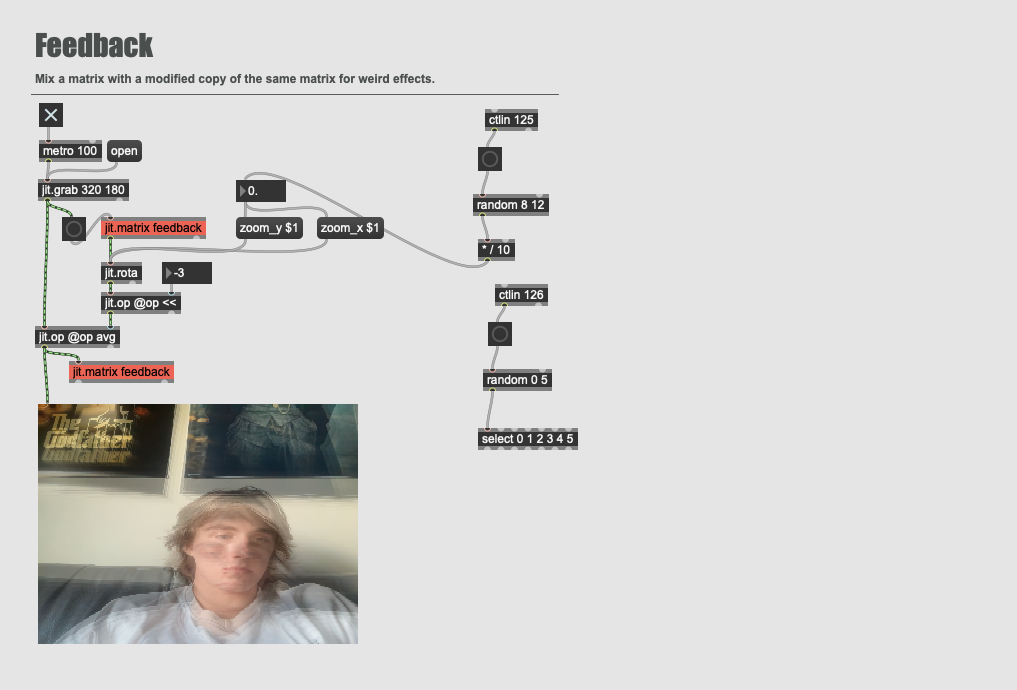 Feedback
Mix a matrix with a modified copy of the same matrix for weird effects.
metro 100
open
jit.grab 320 180
jit.matrix feedback
0.
zoom_y $1
zoom_x $1
jit.rota
-3
jit.op @op <<
jit.op @op avg
jit.matrix feedback
ctlin 125
random 8 12
* / 10
ctlin 126
random 0 5
select 0 1 2 3 4 5
The
Godfather